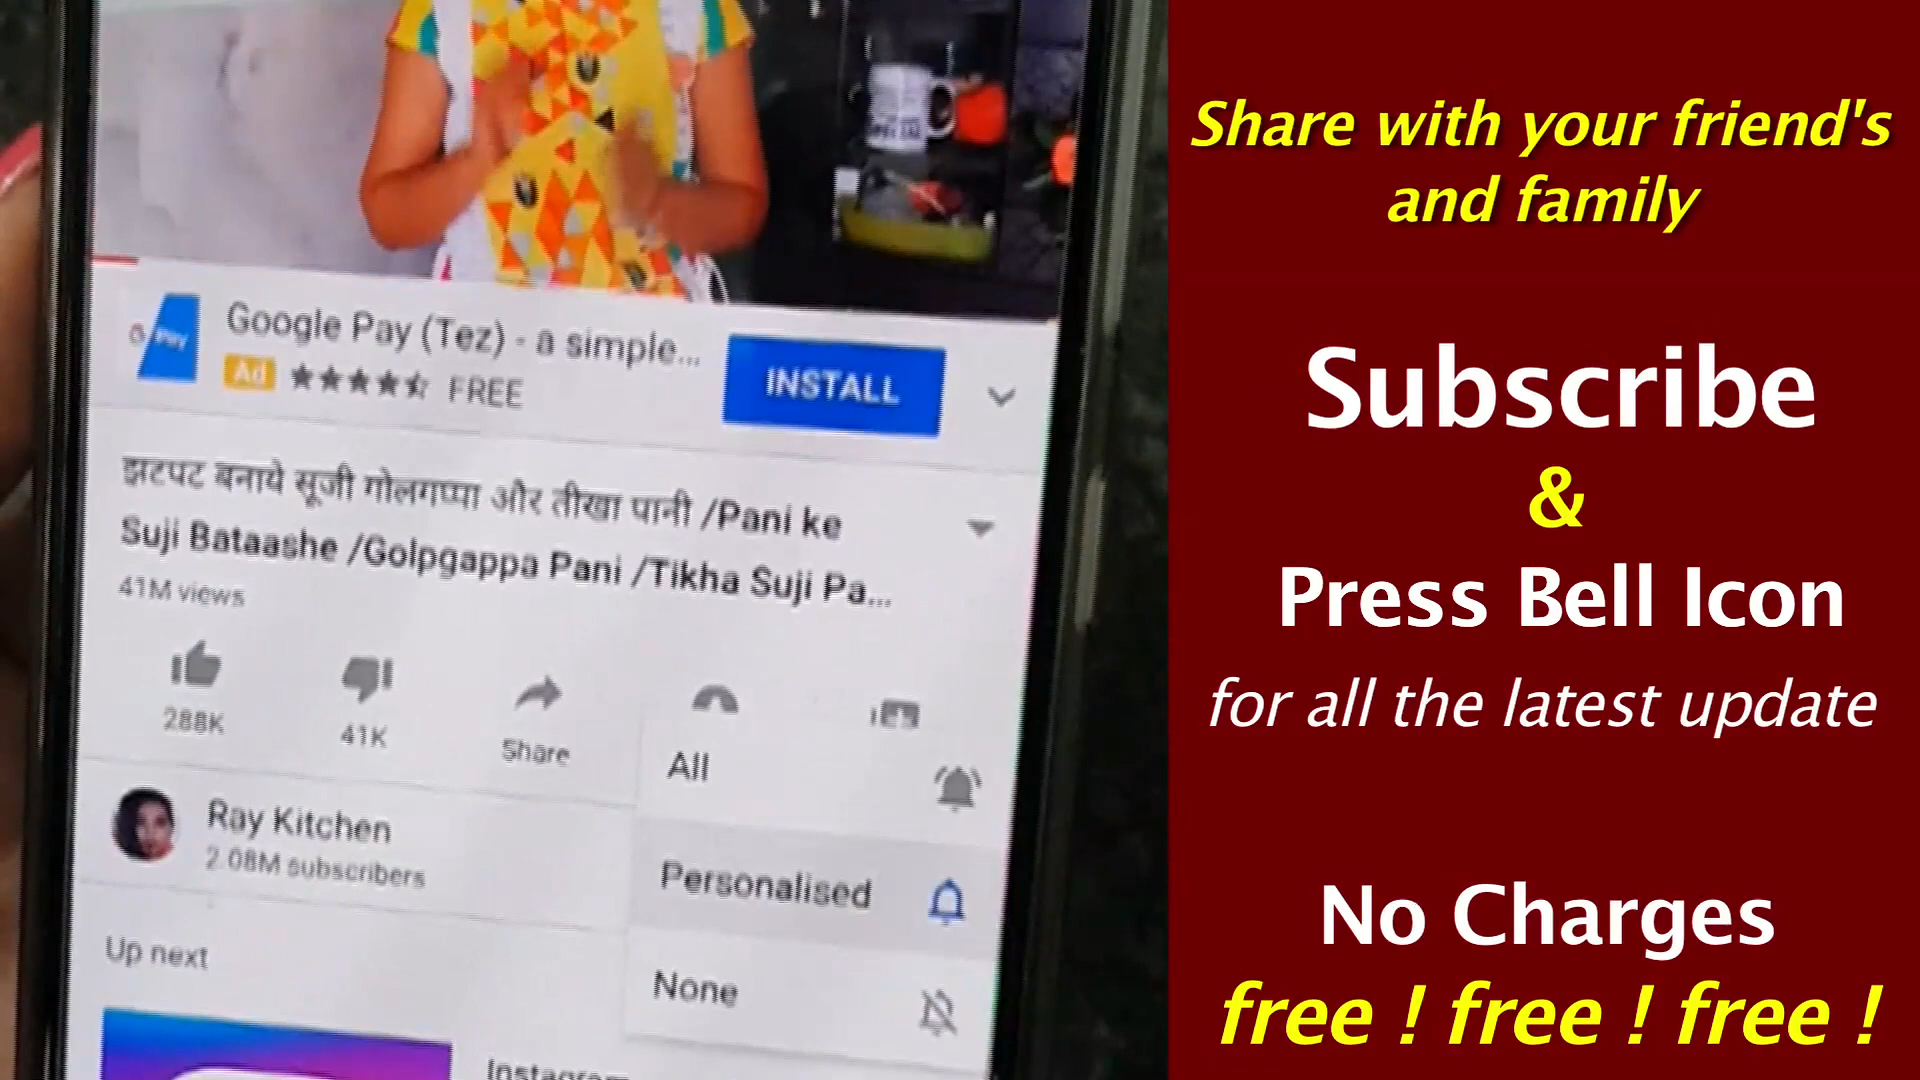 Google Pay (Tez) - a simple...
Ad FREE
INSTALL
झटपट बनाये सूजी गोलगप्पा और तीखा पानी /Pani ke
Suji Bataashe /Golpgappa Pani /Tikha Suji Pa...
41M views
288K
41K
Share
All
Ray Kitchen
2.08M subscribers
Personalised
Up next
None
Instagram
Share with your friend's
and family
Subscribe
&
Press Bell Icon
for all the latest update
No Charges
free ! free ! free !